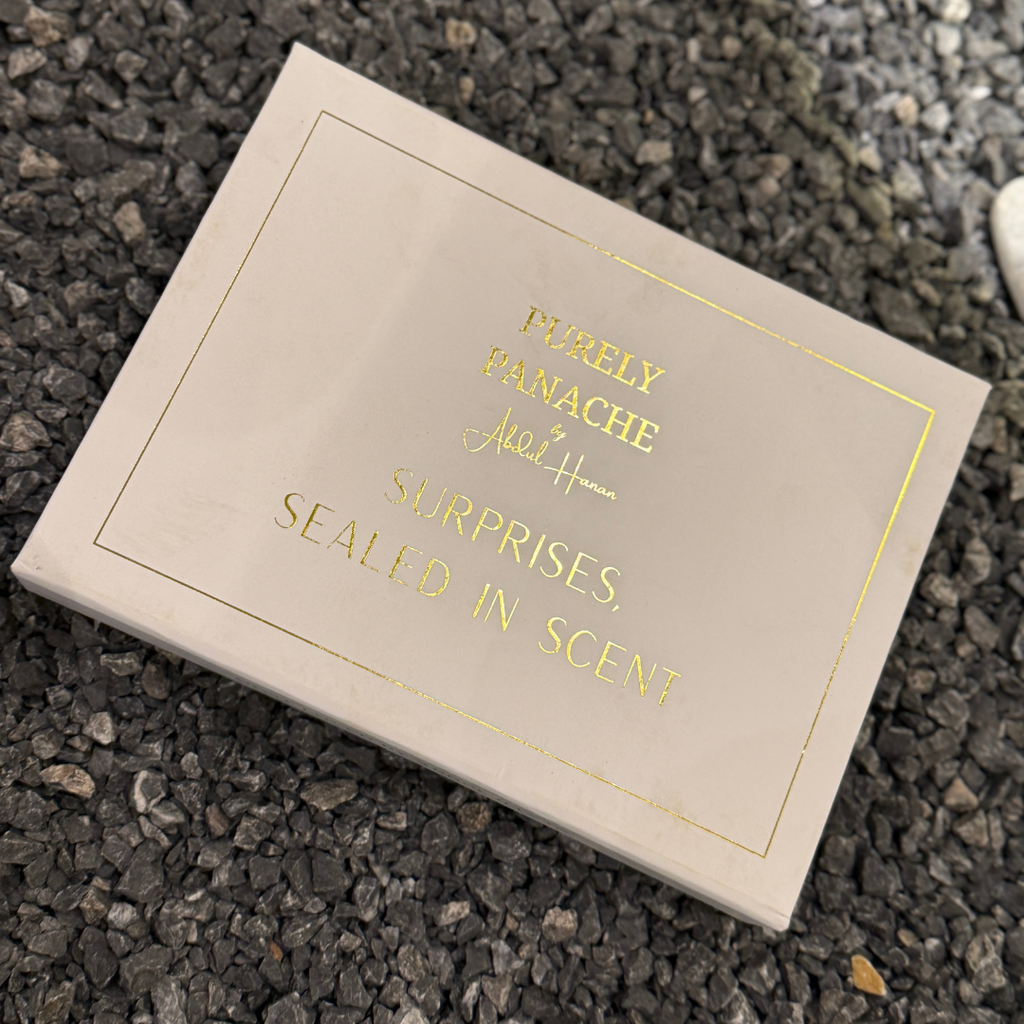 PURELY
PANACHE
by
Abdul Hanan
SURPRISES,
SEALED IN SCENT